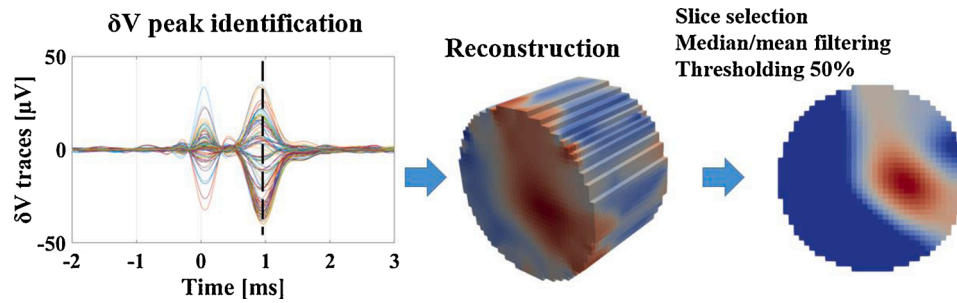 δV peak identification
50
0
-50
δV traces [µV]
-2
-1
0
1
2
3
Time [ms]
Reconstruction
Slice selection
Median/mean filtering
Thresholding 50%